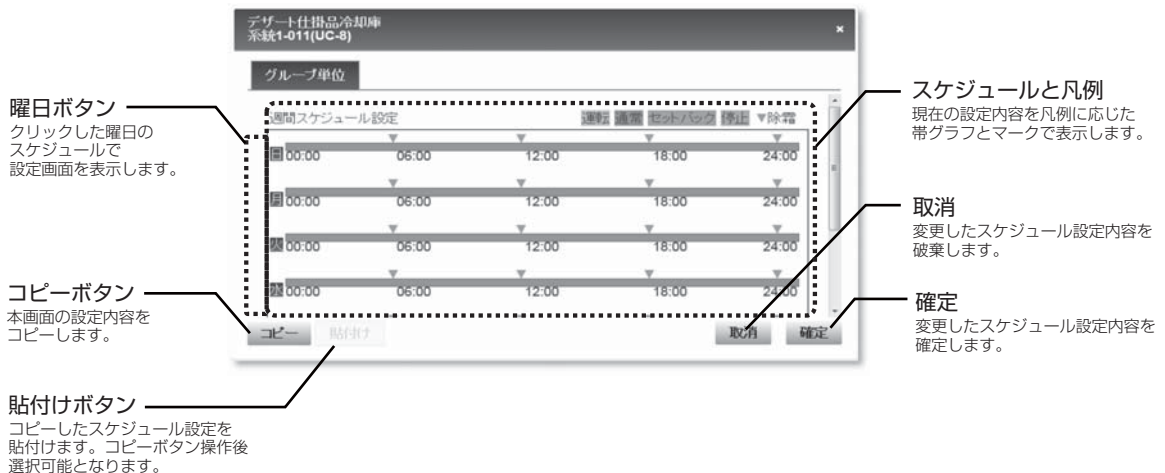 デザート仕掛品冷却庫
系統1-011(UC-8)
×
グループ単位
週間スケジュール設定 運転 通常 セットバック 停止 ▼除霜
日 00:00 06:00 12:00 18:00 24:00
月 00:00 06:00 12:00 18:00 24:00
火 00:00 06:00 12:00 18:00 24:00
水 00:00 06:00 12:00 18:00 24:00
コピー 貼付け 取消 確定
曜日ボタン
クリックした曜日の
スケジュールで
設定画面を表示します。
コピーボタン
本画面の設定内容を
コピーします。
貼付けボタン
コピーしたスケジュール設定を
貼付けます。コピーボタン操作後
選択可能となります。
スケジュールと凡例
現在の設定内容を凡例に応じた
帯グラフとマークで表示します。
取消
変更したスケジュール設定内容を
破棄します。
確定
変更したスケジュール設定内容を
確定します。